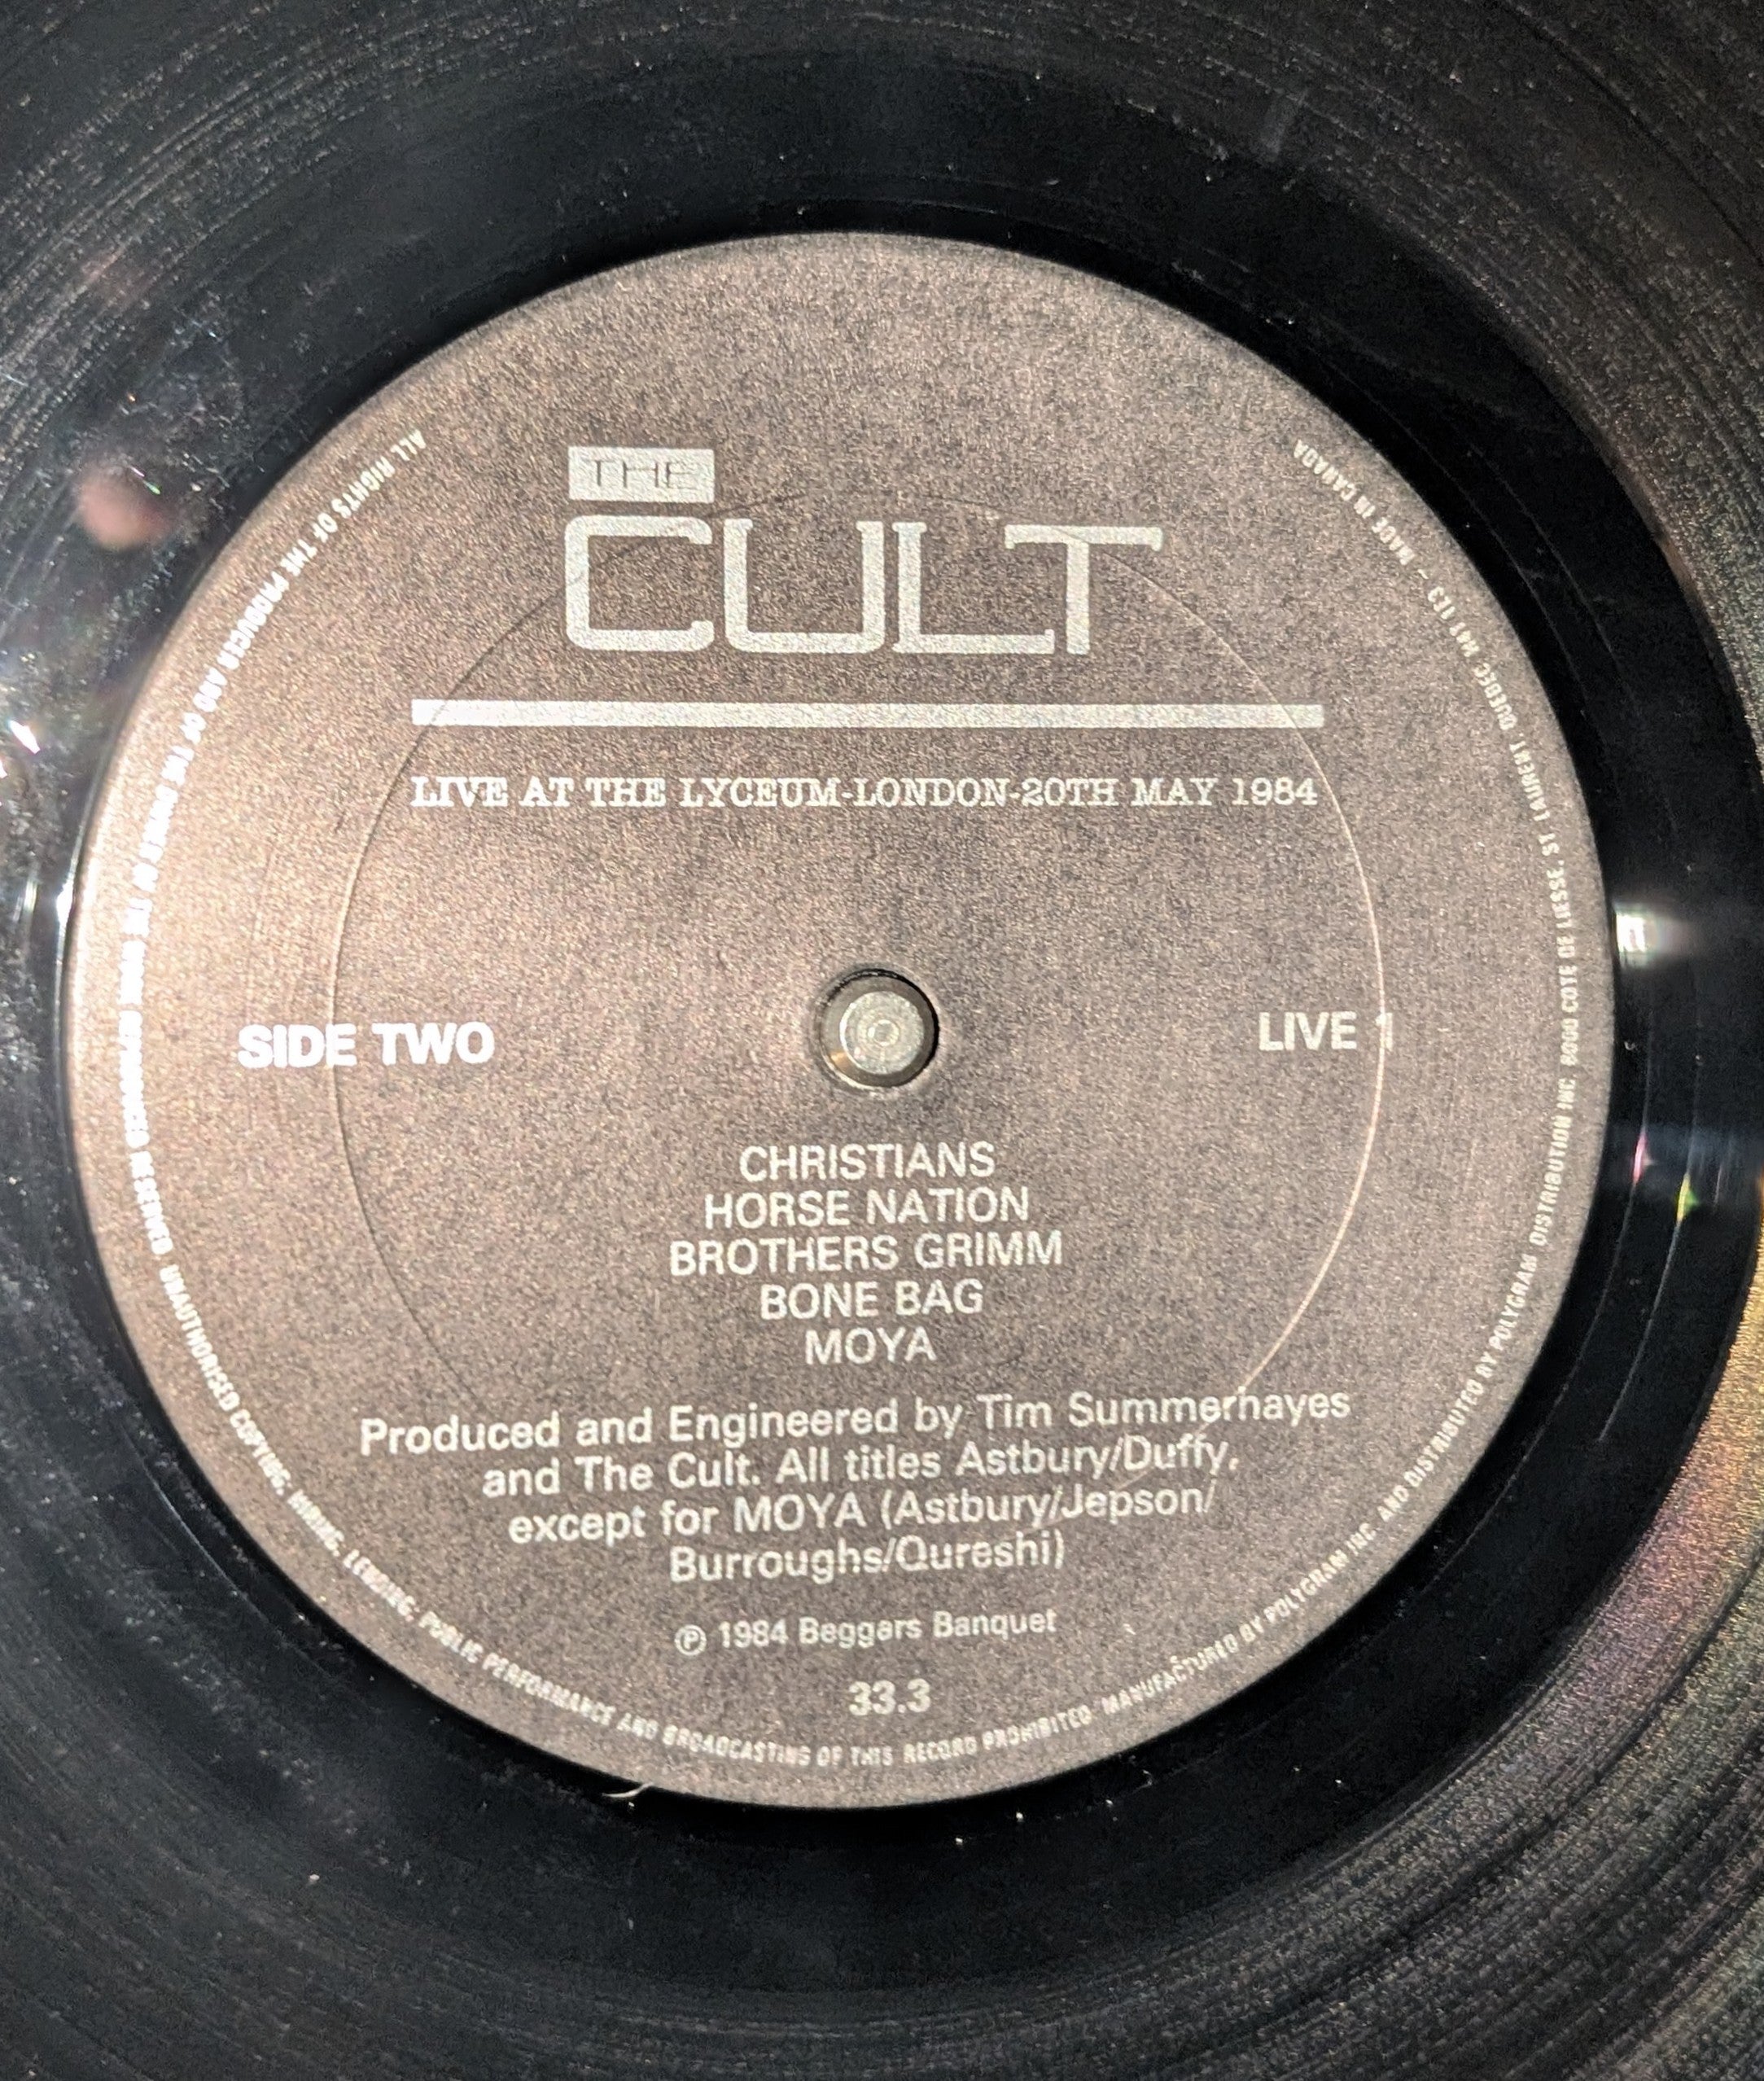 THE
CULT
LIVE AT THE LYCEUM-LONDON-20TH MAY 1984
SIDE TWO
LIVE 1
CHRISTIANS
HORSE NATION
BROTHERS GRIMM
BONE BAG
MOYA
Produced and Engineered by Tim Summerhayes
and The Cult. All titles Astbury/Duffy,
except for MOYA (Astbury/Jepson/
Burroughs/Qureshi)
℗ 1984 Beggars Banquet
33.3
ALL RIGHTS OF THE PRODUCER AND OF THE OWNER OF THE WORK REPRODUCED RESERVED. UNAUTHORISED COPYING, HIRING, LENDING, PUBLIC PERFORMANCE AND BROADCASTING OF THIS RECORD PROHIBITED. MANUFACTURED BY POLYGRAM INC. AND DISTRIBUTED BY POLYGRAM DISTRIBUTION INC. 6000 COTE DE LIESSE, ST LAURENT, QUEBEC H4T 1E3 – MADE IN CANADA